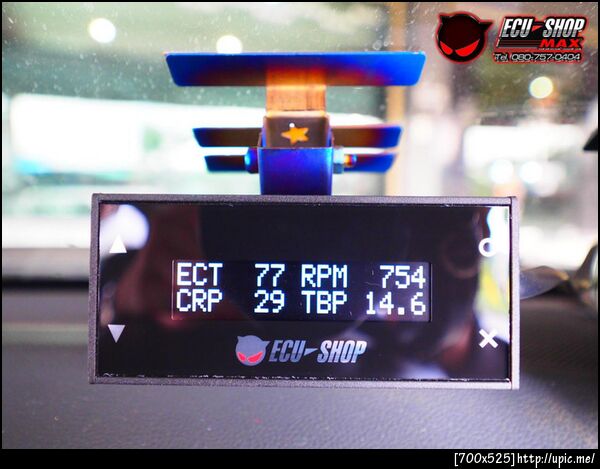 ECU-SHOP
MAX
Tel. 080-757-0404
ECT 77 RPM 754
CRP 29 TBP 14.6
ECU-SHOP
[700x525]http://upic.me/